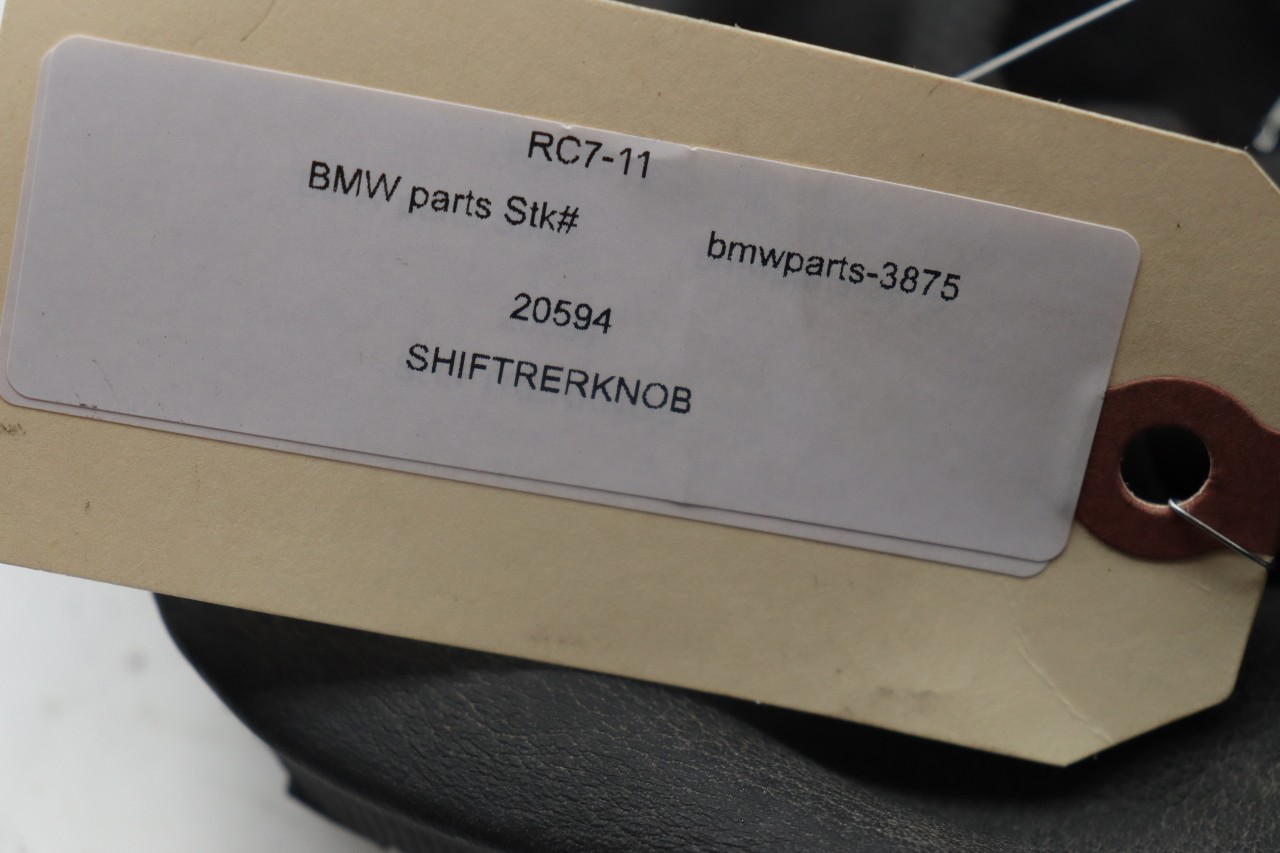 RC7-11
BMW parts Stk# bmwparts-3875
20594
SHIFTRERKNOB